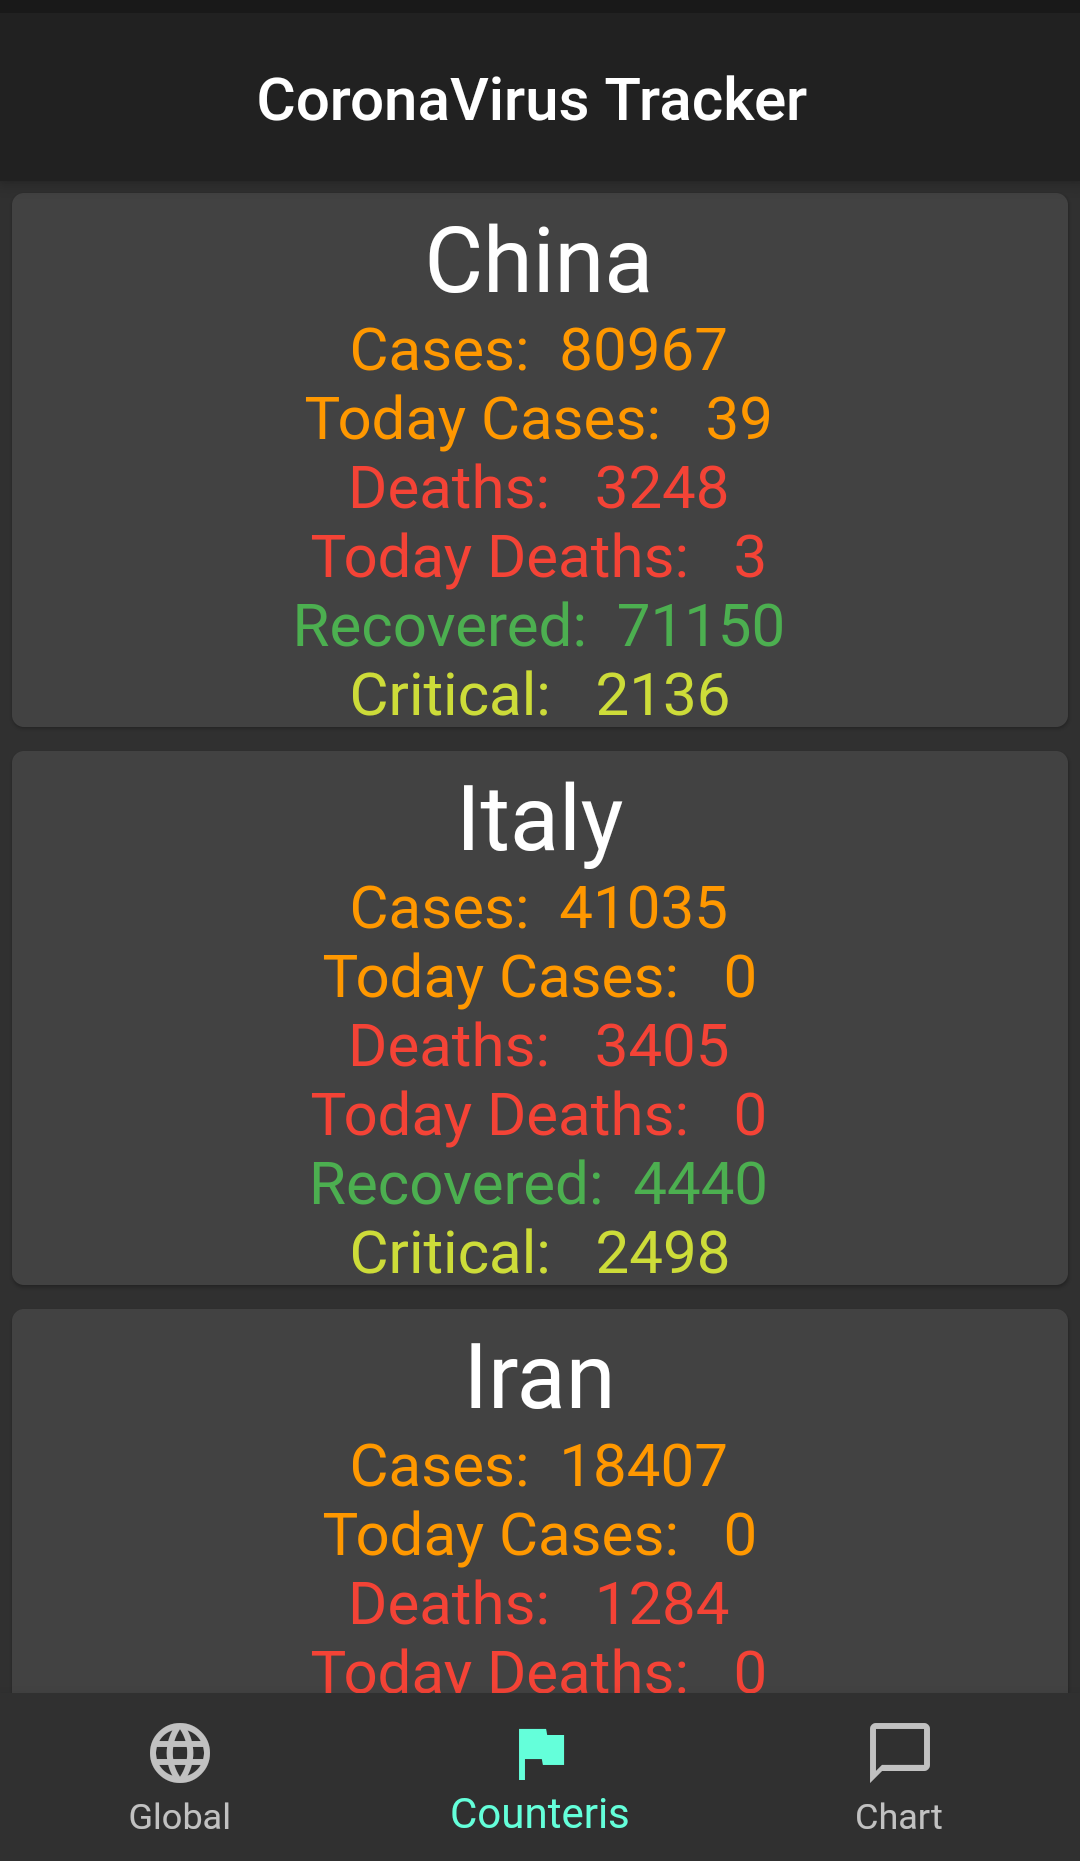 CoronaVirus Tracker
China
Cases: 80967
Today Cases: 39
Deaths: 3248
Today Deaths: 3
Recovered: 71150
Critical: 2136
Italy
Cases: 41035
Today Cases: 0
Deaths: 3405
Today Deaths: 0
Recovered: 4440
Critical: 2498
Iran
Cases: 18407
Today Cases: 0
Deaths: 1284
Today Deaths: 0
Global
Counteris
Chart